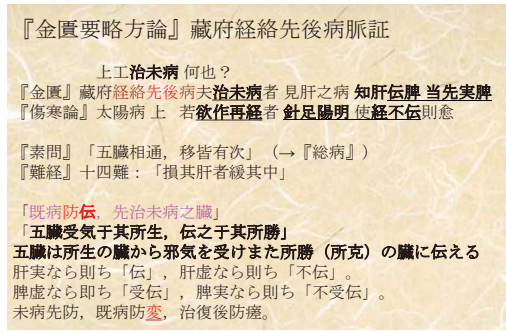 『金匱要略方論』藏府経絡先後病脈証
上工治未病 何也？
『金匱』藏府経絡先後病夫治未病者 見肝之病 知肝伝脾 当先実脾
『傷寒論』太陽病 上　若欲作再経者 針足陽明 使経不伝則愈
『素問』「五臓相通，移皆有次」（→『総病』）
『難経』十四難：「損其肝者緩其中」
「既病防伝，先治未病之臓」
「五臓受気于其所生，伝之于其所勝」
五臓は所生の臓から邪気を受けまた所勝（所克）の臓に伝える
肝実なら則ち「伝」，肝虚なら則ち「不伝」。
脾虚なら即ち「受伝」，脾実なら則ち「不受伝」。
未病先防，既病防変，治復後防瘥。